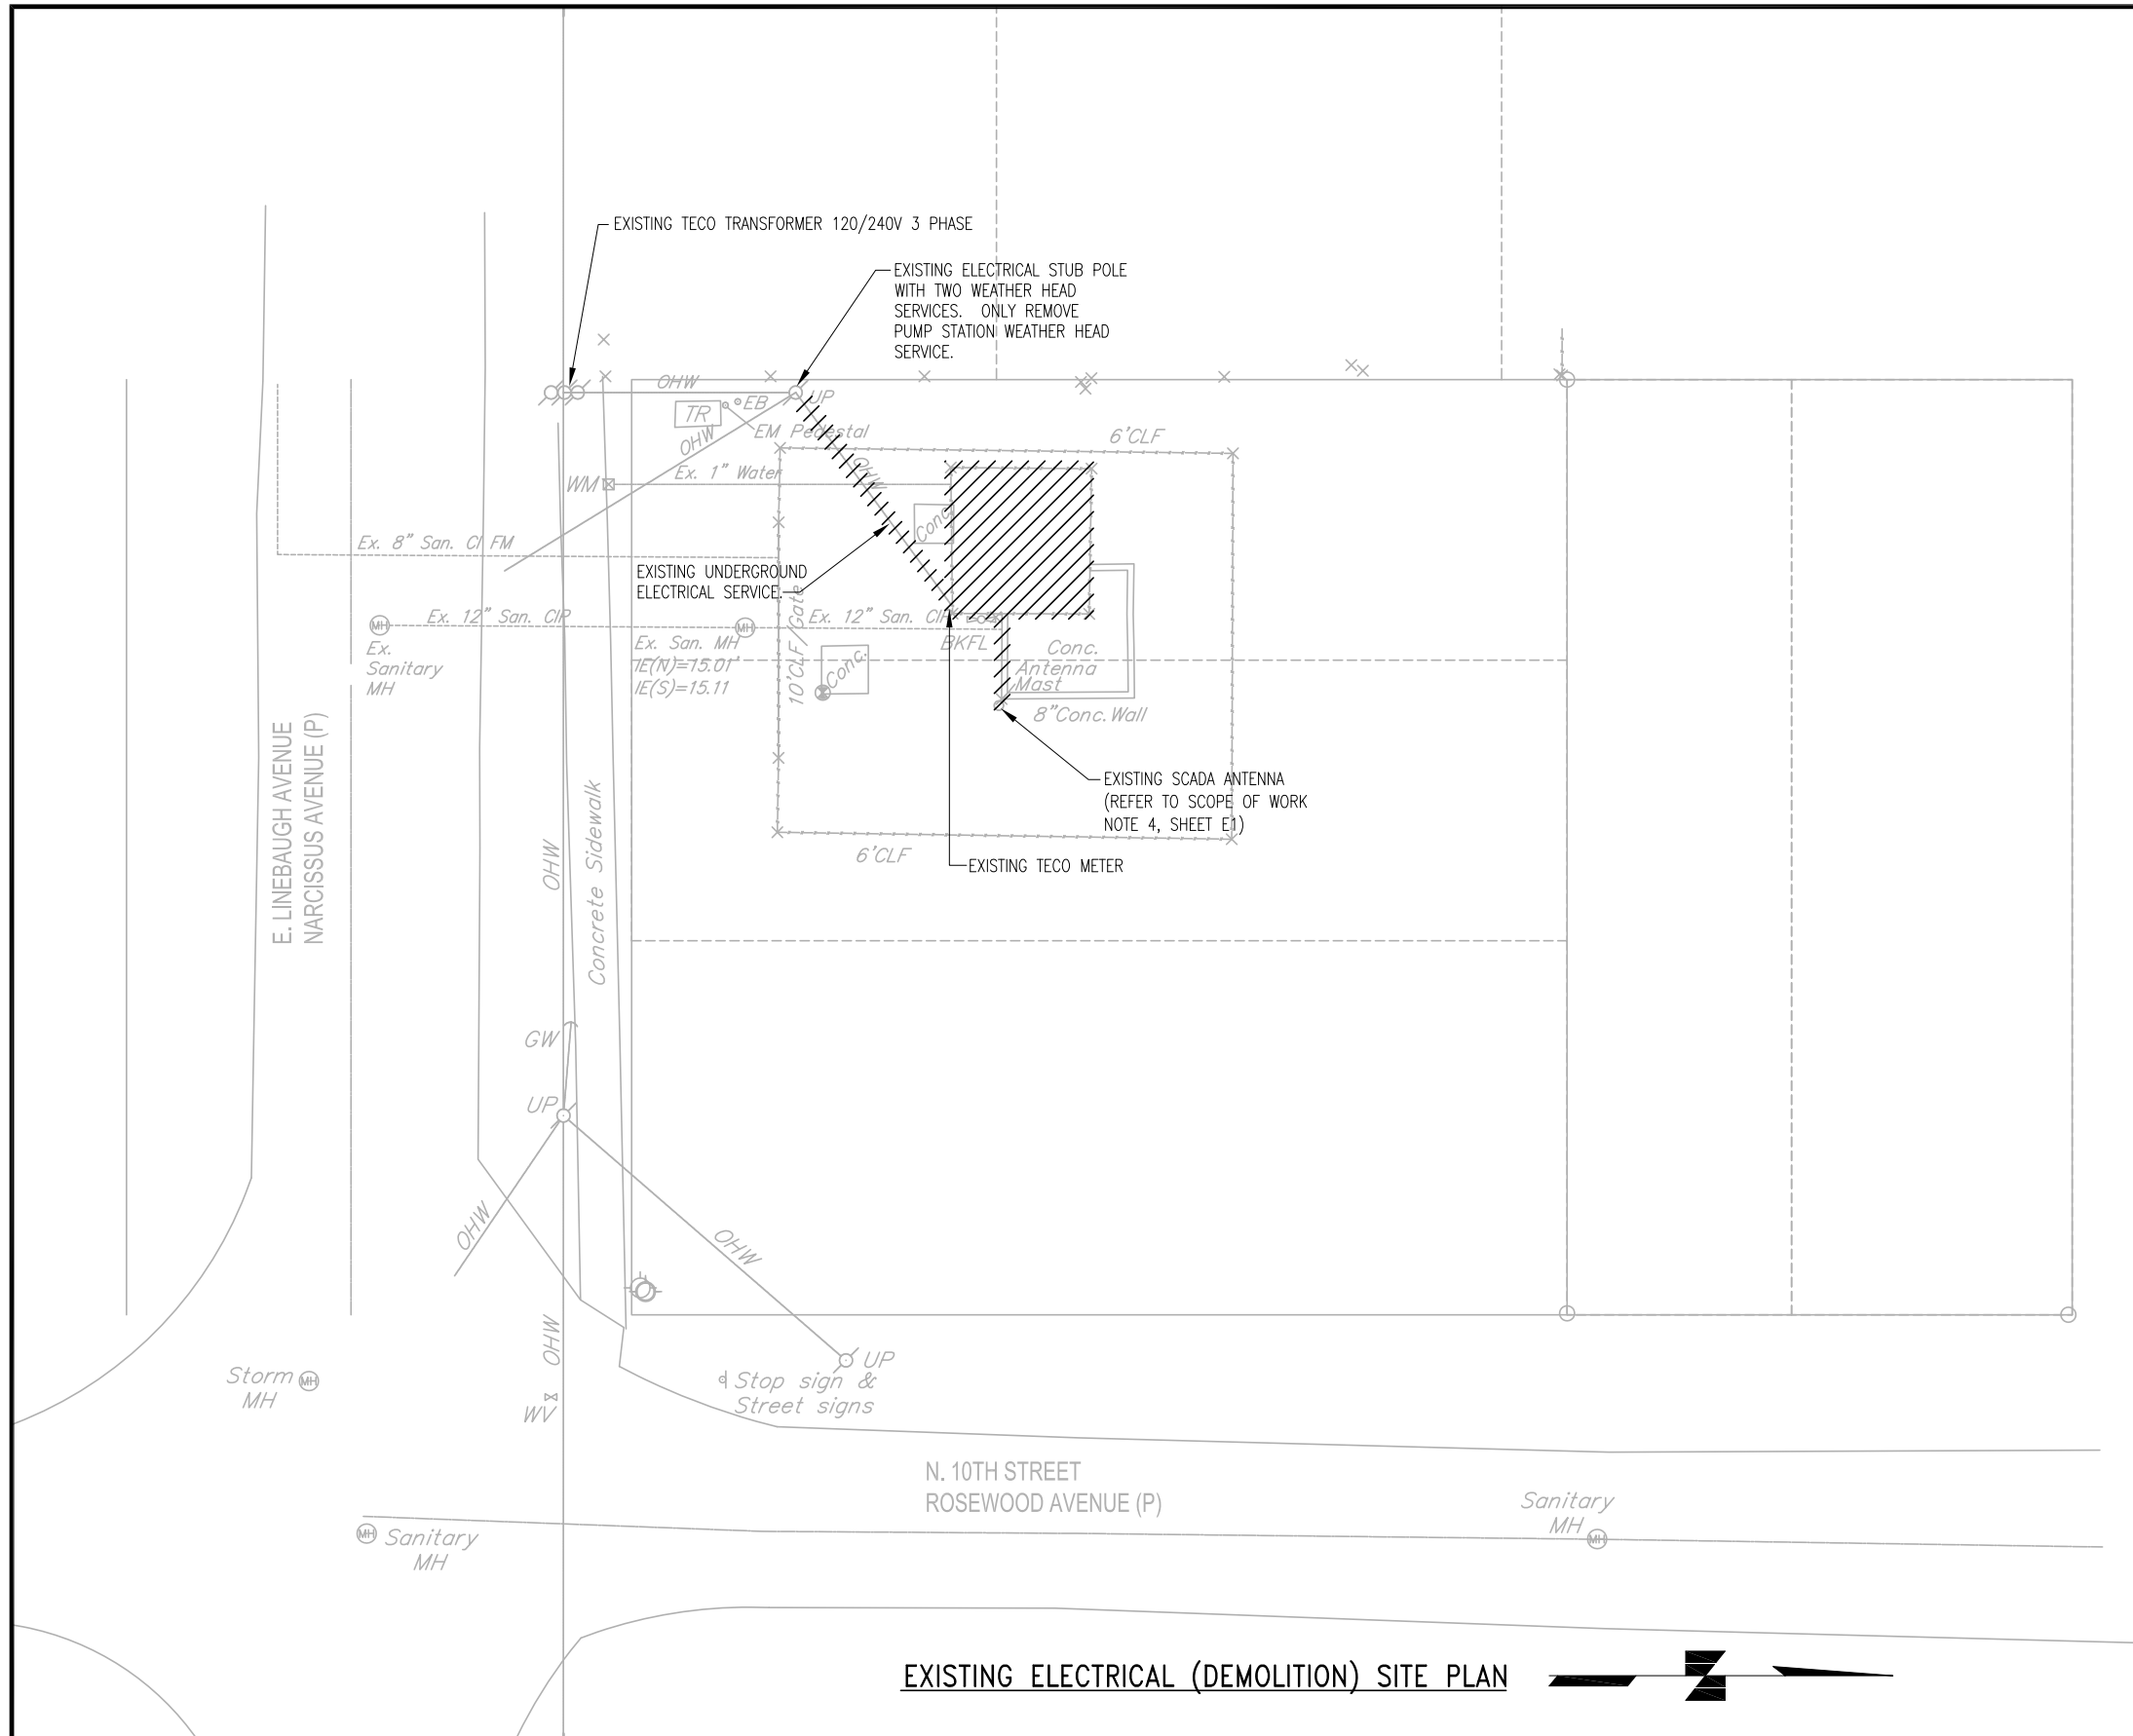 EXISTING TECO TRANSFORMER 120/240V 3 PHASE
EXISTING ELECTRICAL STUB POLE
WITH TWO WEATHER HEAD
SERVICES. ONLY REMOVE
PUMP STATION WEATHER HEAD
SERVICE.
OHW
UP
TR
EB
EM Pedestal
OHW
6'CLF
OHW
WM
Ex. 1" Water
Conc.
Ex. 8" San. CI FM
EXISTING UNDERGROUND
ELECTRICAL SERVICE.
Ex. 12" San. CIP
Ex. 12" San. CIP
MH
MH
Ex.
Sanitary
MH
Ex. San. MH
IE(N)=15.01'
IE(S)=15.11
10'CLF/Gate
Conc.
BKFL
Conc.
Antenna
Mast
8"Conc.Wall
EXISTING SCADA ANTENNA
(REFER TO SCOPE OF WORK
NOTE 4, SHEET E1)
6'CLF
EXISTING TECO METER
E. LINEBAUGH AVENUE
NARCISSUS AVENUE (P)
OHW
Concrete Sidewalk
GW
UP
OHW
OHW
OHW
UP
Storm
MH
MH
Stop sign &
Street signs
WV
N. 10TH STREET
ROSEWOOD AVENUE (P)
MH
Sanitary
MH
Sanitary
MH
MH
EXISTING ELECTRICAL (DEMOLITION) SITE PLAN